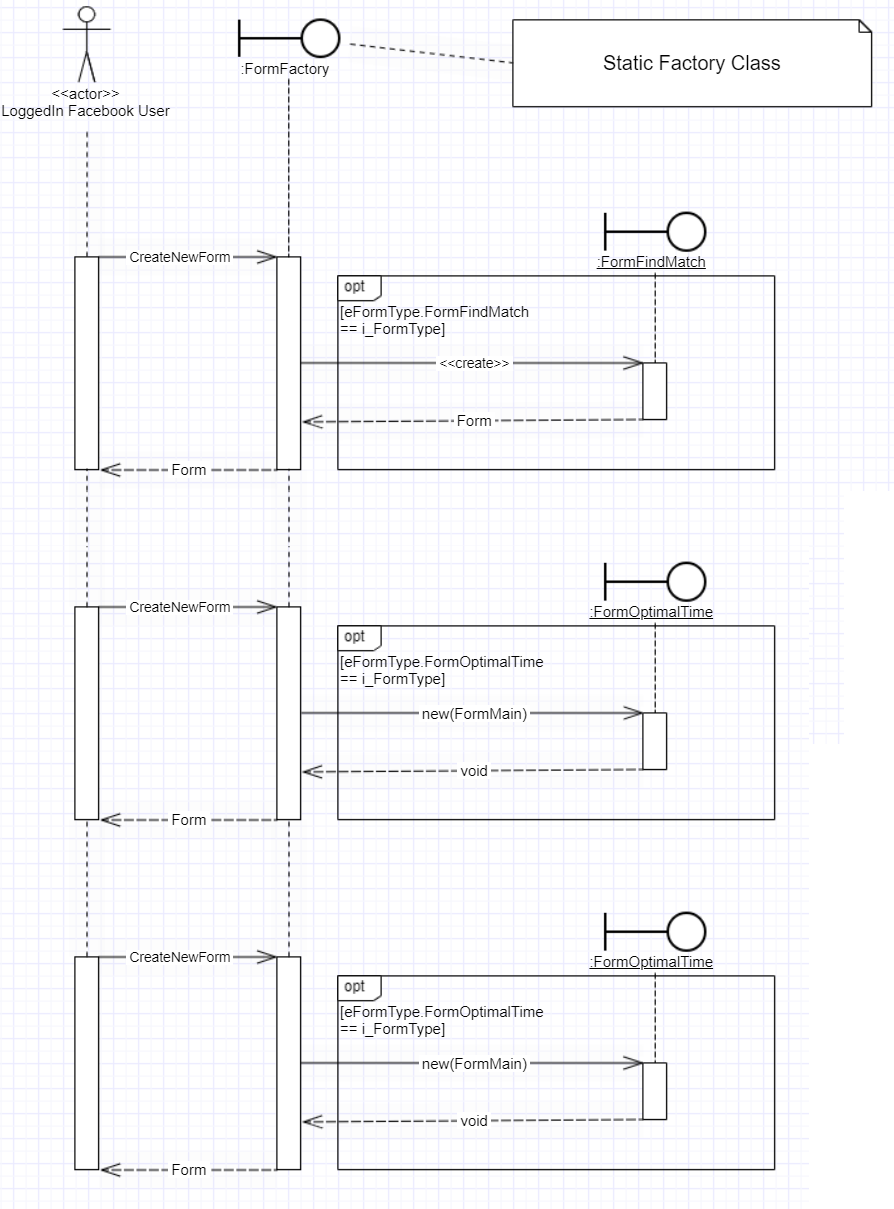 <<actor>>
LoggedIn Facebook User
:FormFactory
Static Factory Class
CreateNewForm
:FormFindMatch
opt
[eFormType.FormFindMatch
== i_FormType]
<<create>>
Form
Form
CreateNewForm
:FormOptimalTime
opt
[eFormType.FormOptimalTime
== i_FormType]
new(FormMain)
void
Form
CreateNewForm
:FormOptimalTime
opt
[eFormType.FormOptimalTime
== i_FormType]
new(FormMain)
void
Form